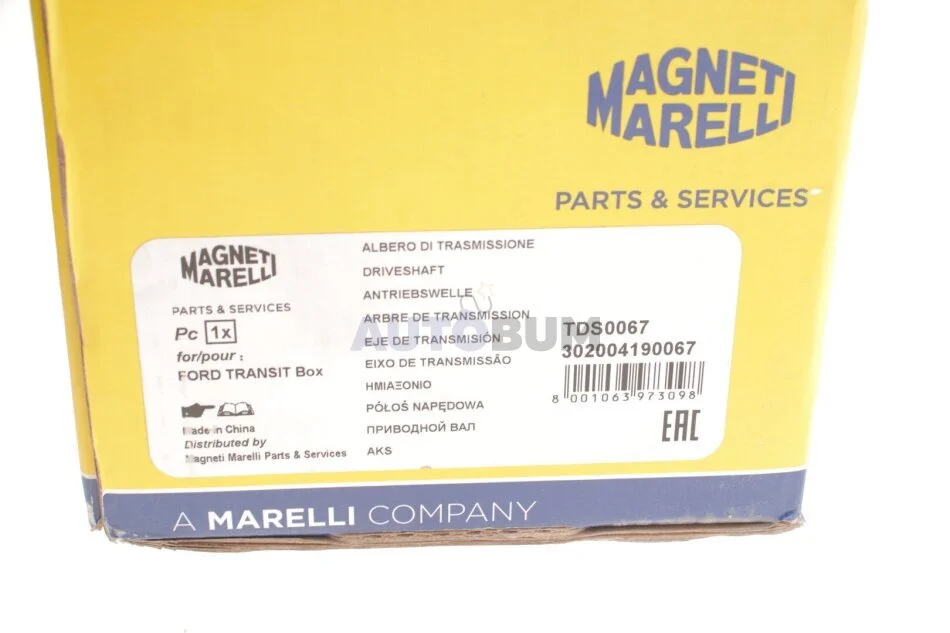 MAGNETI
MARELLI
PARTS & SERVICES
MAGNETI
MARELLI
PARTS & SERVICES
Pc 1x
for/pour :
FORD TRANSIT Box
Made in China
Distributed by
Magneti Marelli Parts & Services
ALBERO DI TRASMISSIONE
DRIVESHAFT
ANTRIEBSWELLE
ARBRE DE TRANSMISSION
EJE DE TRANSMISIÓN
EIXO DE TRANSMISSÃO
ΗΜΙΑΞΟΝΙΟ
PÓŁOŚ NAPĘDOWA
ПРИВОДНОЙ ВАЛ
AKS
AUTOBUM
TDS0067
302004190067
8 001063 973098
EAC
A MARELLI COMPANY